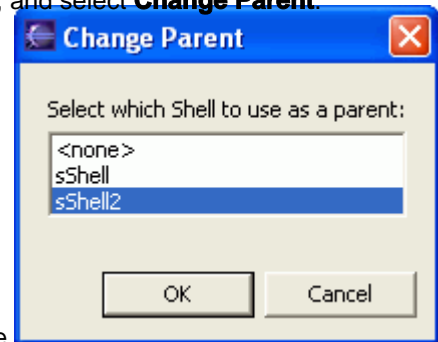 , and select Change Parent.
Change Parent
Select which Shell to use as a parent:
<none>
sShell
sShell2
OK Cancel
e